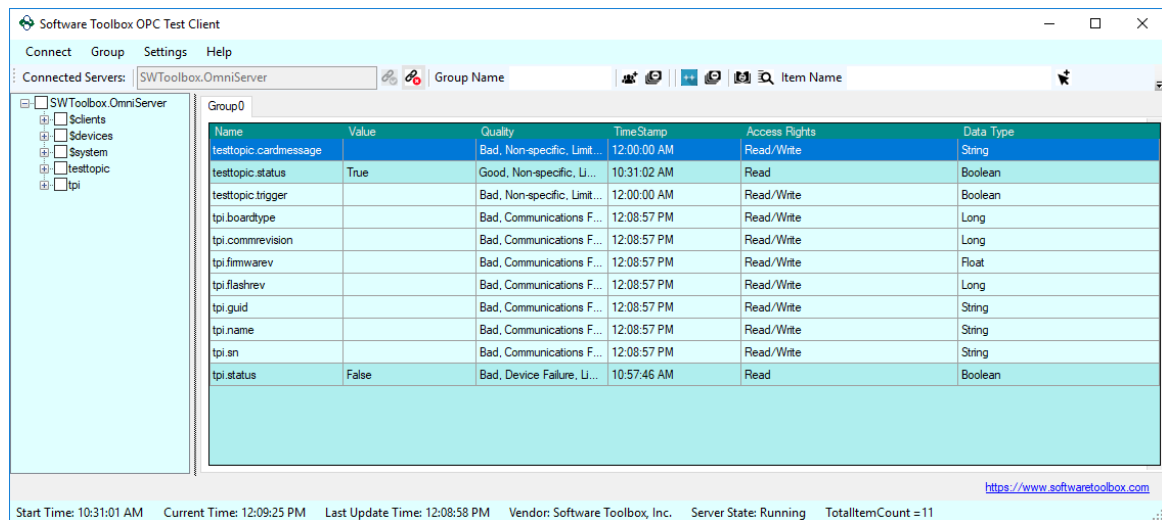 Software Toolbox OPC Test Client
Connect Group Settings Help
Connected Servers: SWToolbox.OmniServer Group Name Item Name
SWToolbox.OmniServer
$clients
$devices
$system
testtopic
tpi
Group0
Name Value Quality TimeStamp Access Rights Data Type
testtopic.cardmessage Bad, Non-specific, Limit... 12:00:00 AM Read/Write String
testtopic.status True Good, Non-specific, Li... 10:31:02 AM Read Boolean
testtopic.trigger Bad, Non-specific, Limit... 12:00:00 AM Read/Write Boolean
tpi.boardtype Bad, Communications F... 12:08:57 PM Read/Write Long
tpi.commrevision Bad, Communications F... 12:08:57 PM Read/Write Long
tpi.firmwarev Bad, Communications F... 12:08:57 PM Read/Write Float
tpi.flashrev Bad, Communications F... 12:08:57 PM Read/Write Long
tpi.guid Bad, Communications F... 12:08:57 PM Read/Write String
tpi.name Bad, Communications F... 12:08:57 PM Read/Write String
tpi.sn Bad, Communications F... 12:08:57 PM Read/Write String
tpi.status False Bad, Device Failure, Li... 10:57:46 AM Read Boolean
https://www.softwaretoolbox.com
Start Time: 10:31:01 AM Current Time: 12:09:25 PM Last Update Time: 12:08:58 PM Vendor: Software Toolbox, Inc. Server State: Running TotalItemCount =11